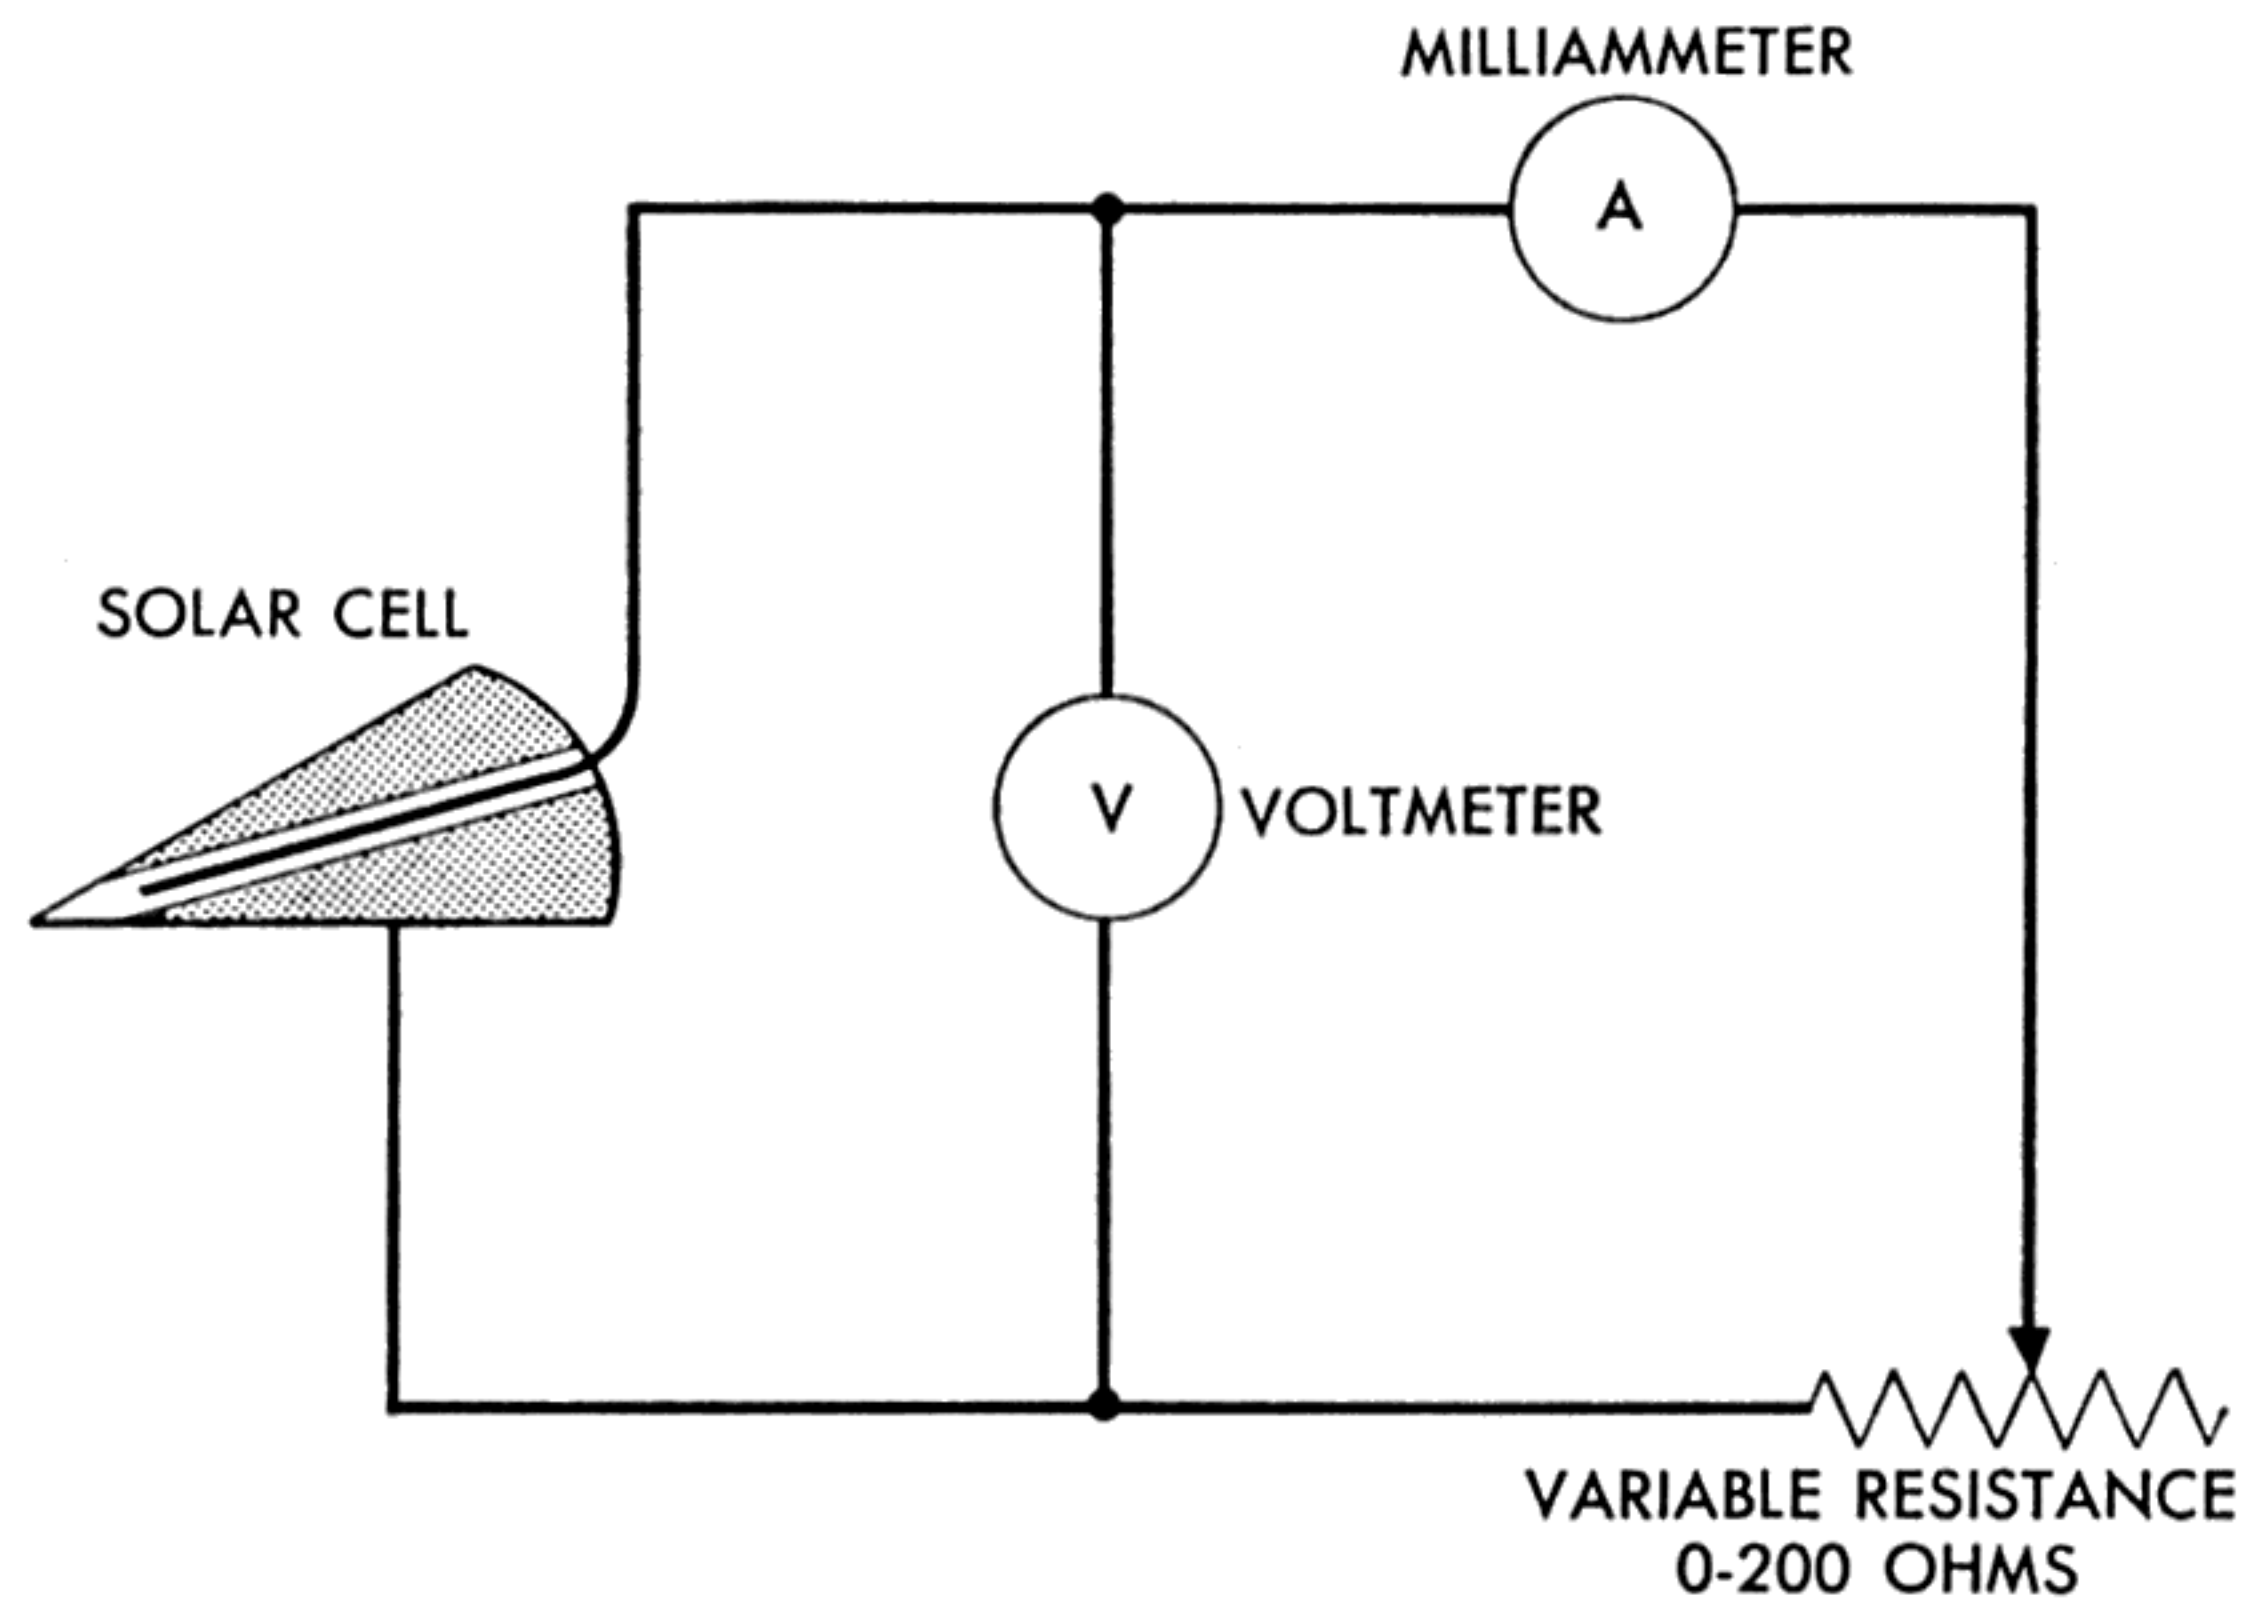 MILLIAMMETER
A
SOLAR CELL
V
VOLTMETER
VARIABLE RESISTANCE
0-200 OHMS